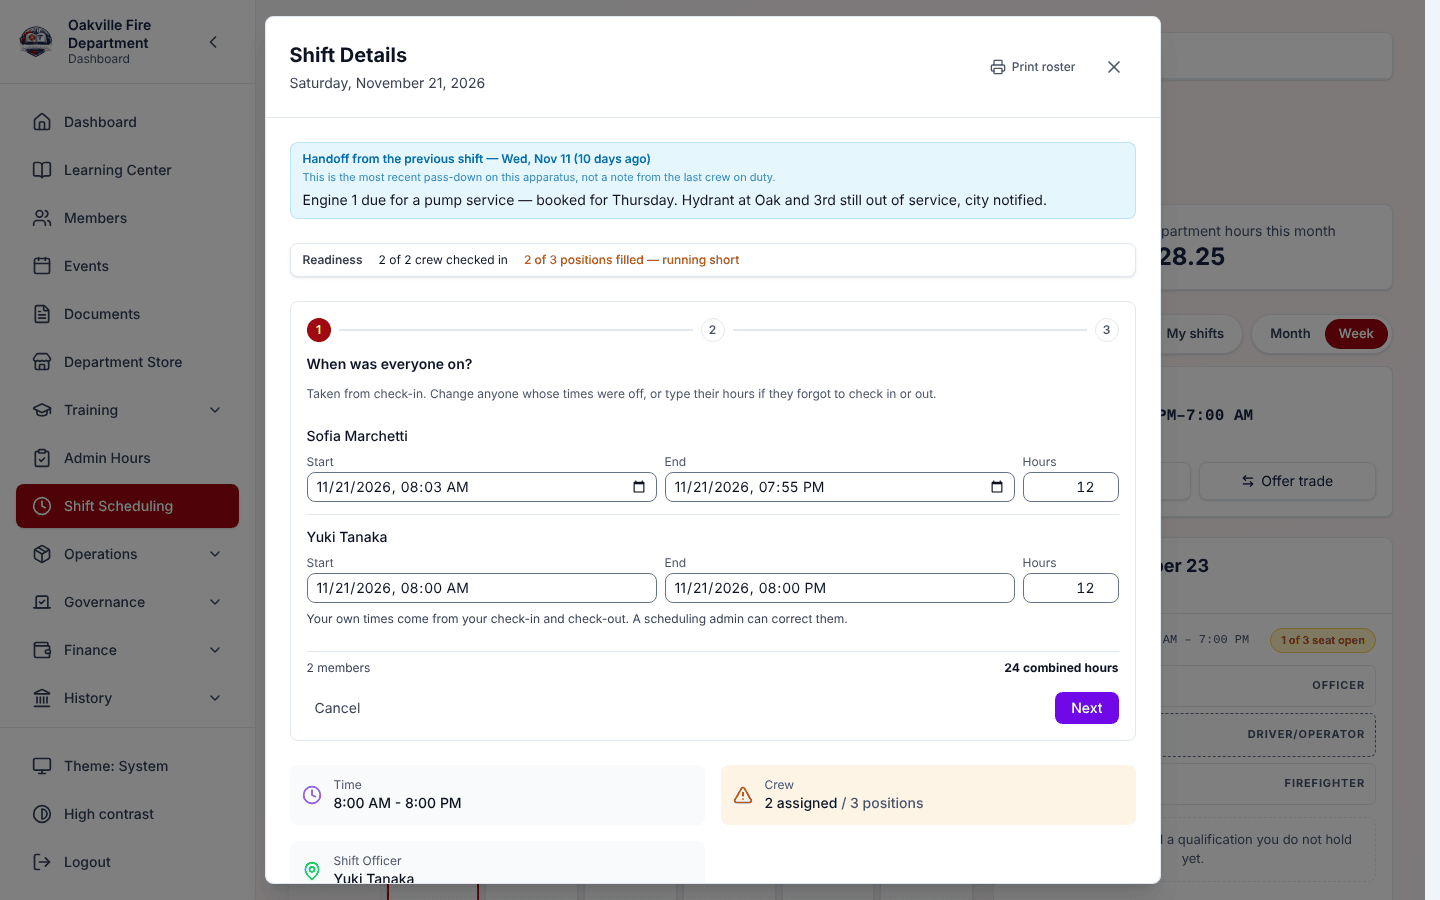 Oakville Fire
Department
Dashboard
Dashboard
Learning Center
Members
Events
Documents
Department Store
Training
Admin Hours
Shift Scheduling
Operations
Governance
Finance
History
Theme: System
High contrast
Logout
Shift Details
Saturday, November 21, 2026
Print roster
Handoff from the previous shift — Wed, Nov 11 (10 days ago)
This is the most recent pass-down on this apparatus, not a note from the last crew on duty.
Engine 1 due for a pump service — booked for Thursday. Hydrant at Oak and 3rd still out of service, city notified.
Readiness 2 of 2 crew checked in 2 of 3 positions filled — running short
1 2 3
When was everyone on?
Taken from check-in. Change anyone whose times were off, or type their hours if they forgot to check in or out.
Sofia Marchetti
Start End Hours
11/21/2026, 08:03 AM 11/21/2026, 07:55 PM 12
Yuki Tanaka
Start End Hours
11/21/2026, 08:00 AM 11/21/2026, 08:00 PM 12
Your own times come from your check-in and check-out. A scheduling admin can correct them.
2 members 24 combined hours
Cancel Next
Time
8:00 AM - 8:00 PM
Crew
2 assigned / 3 positions
Shift Officer
Yuki Tanaka
hours this month
28.25
My shifts Month Week
PM–7:00 AM
Offer trade
23
AM – 7:00 PM 1 of 3 seat open
OFFICER
DRIVER/OPERATOR
FIREFIGHTER
a qualification you do not hold
yet.